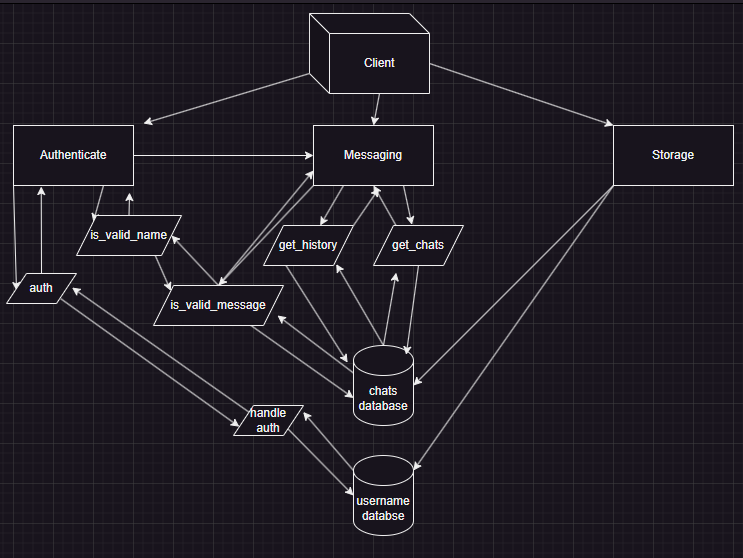 Client
Authenticate
Messaging
Storage
is_valid_name
get_history
get_chats
auth
is_valid_message
chats
database
handle
auth
username
databse